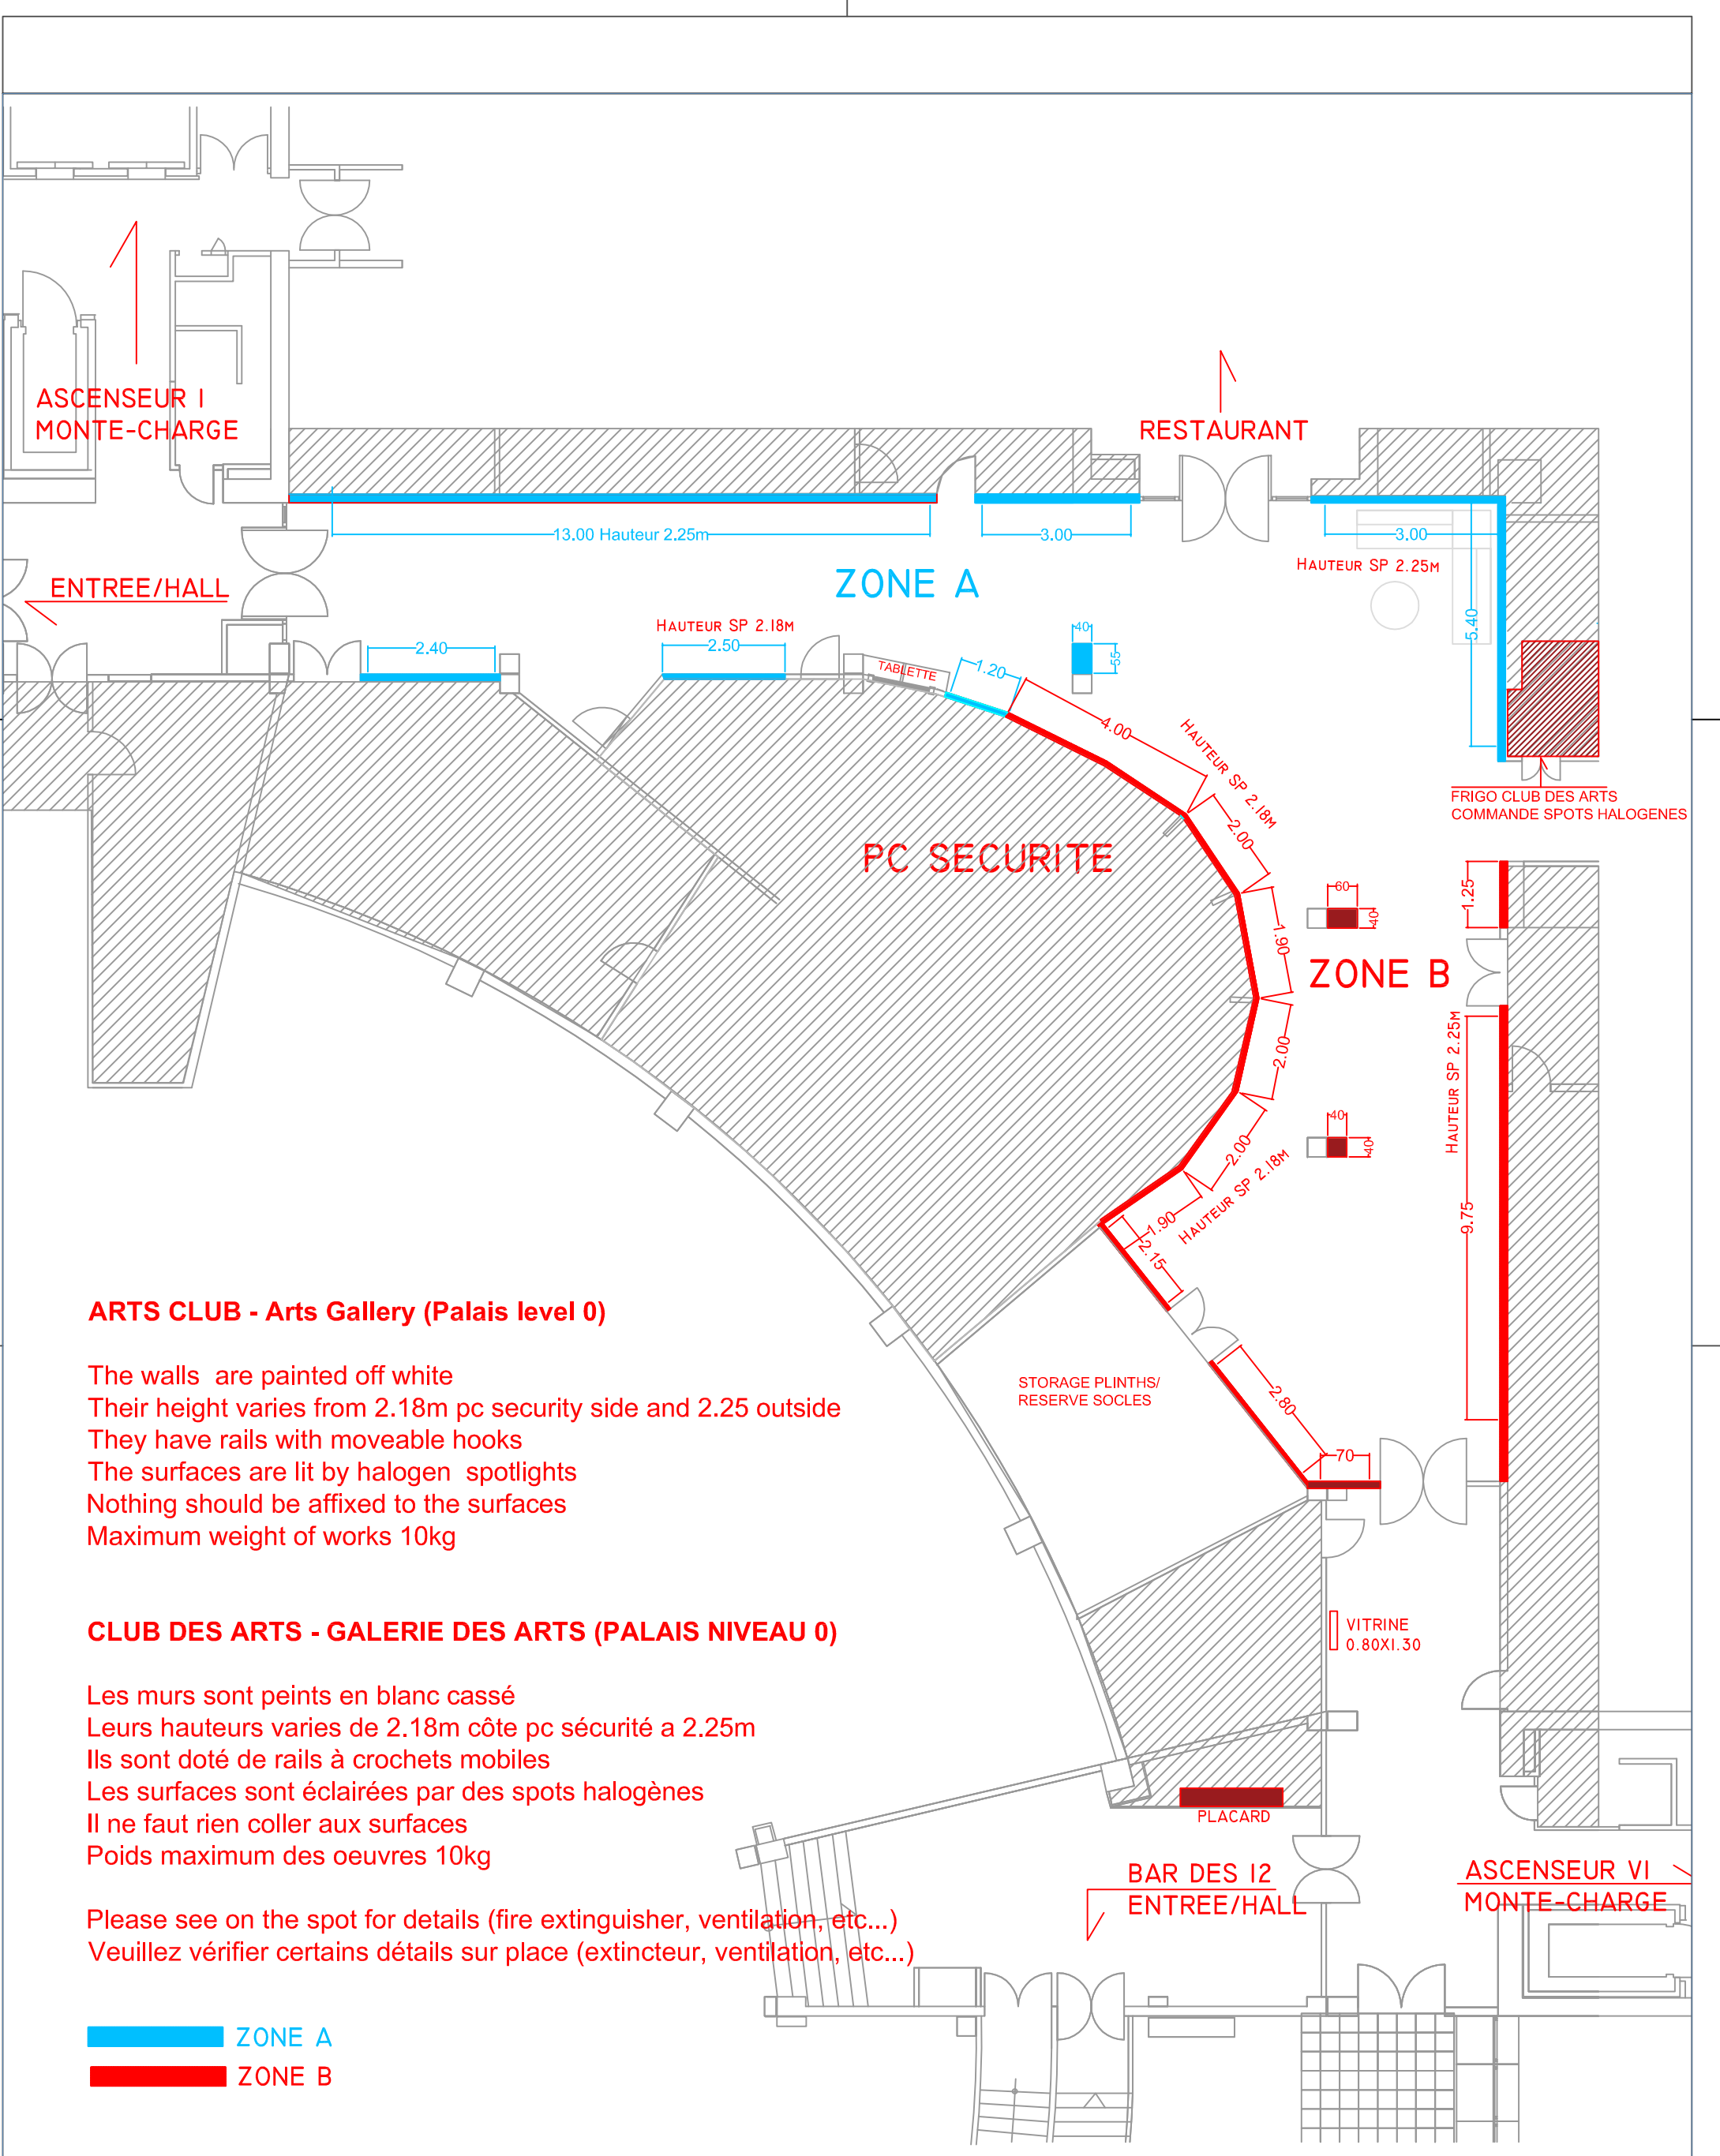 ASCENSEUR I
MONTE-CHARGE
RESTAURANT
13.00 Hauteur 2.25m
3.00
3.00
HAUTEUR SP 2.25M
ENTREE/HALL
ZONE A
5.40
2.40
HAUTEUR SP 2.18M
2.50
TABLETTE
1.20
40
55
4.00
HAUTEUR SP 2.18M
2.00
FRIGO CLUB DES ARTS
COMMANDE SPOTS HALOGENES
PC SECURITE
1.25
60
40
1.90
ZONE B
2.00
HAUTEUR SP 2.25M
40
40
2.00
HAUTEUR SP 2.18M
1.90
2.15
9.75
ARTS CLUB - Arts Gallery (Palais level 0)
The walls are painted off white
Their height varies from 2.18m pc security side and 2.25 outside
They have rails with moveable hooks
The surfaces are lit by halogen spotlights
Nothing should be affixed to the surfaces
Maximum weight of works 10kg
STORAGE PLINTHS/
RESERVE SOCLES
2.80
70
CLUB DES ARTS - GALERIE DES ARTS (PALAIS NIVEAU 0)
Les murs sont peints en blanc cassé
Leurs hauteurs varies de 2.18m côte pc sécurité a 2.25m
Ils sont doté de rails à crochets mobiles
Les surfaces sont éclairées par des spots halogènes
Il ne faut rien coller aux surfaces
Poids maximum des oeuvres 10kg
VITRINE
0.80X1.30
PLACARD
BAR DES 12
ENTREE/HALL
ASCENSEUR VI
MONTE-CHARGE
Please see on the spot for details (fire extinguisher, ventilation, etc...)
Veuillez vérifier certains détails sur place (extincteur, ventilation, etc...)
ZONE A
ZONE B